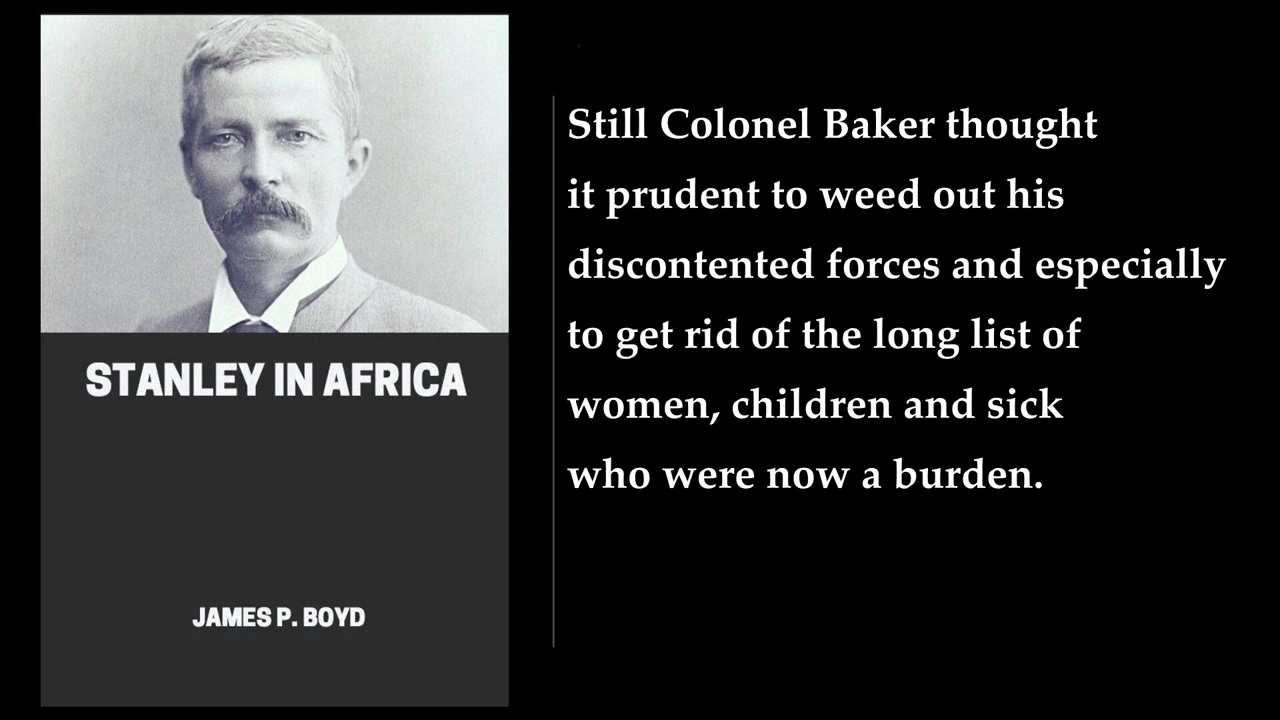 STANLEY IN AFRICA
JAMES P. BOYD
Still Colonel Baker thought
it prudent to weed out his
discontented forces and especially
to get rid of the long list of
women, children and sick
who were now a burden.